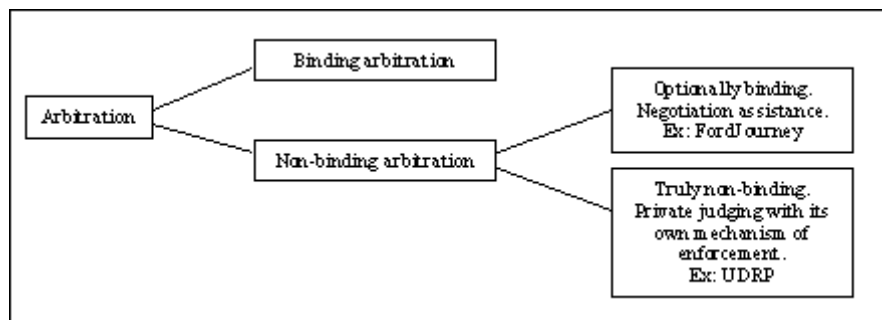 Binding arbitration
Arbitration
Non-binding arbitration
Optionally binding.
Negotiation assistance.
Ex: FordJourney
Truly non-binding.
Private judging with its
own mechanism of
enforcement.
Ex: UDRP